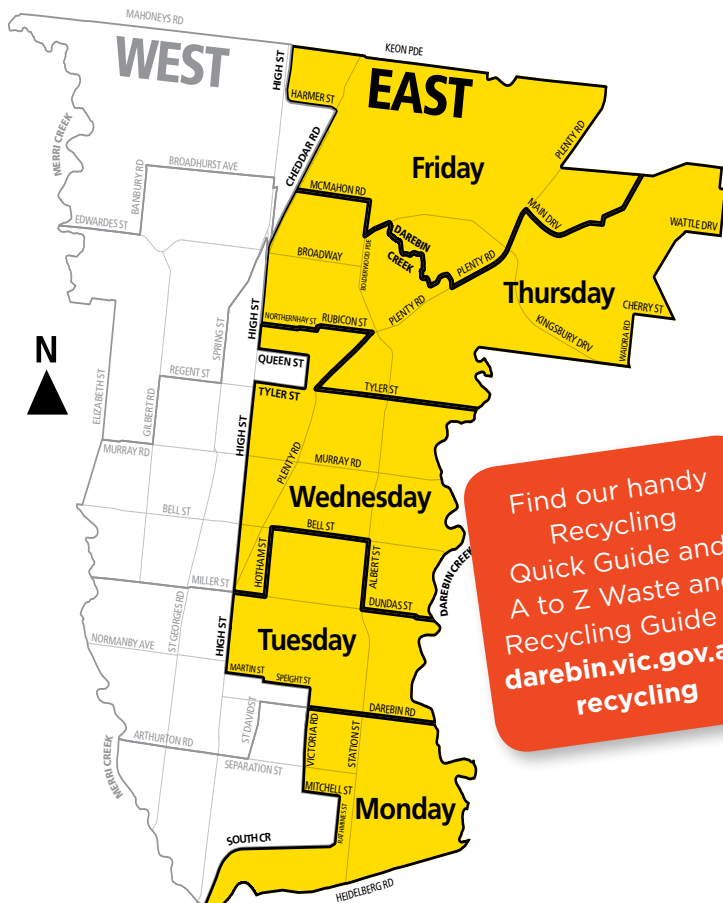 MAHONEYS RD
WEST
HIGH ST
KEON PDE
EAST
HARMER ST
MERRI CREEK
CHEDDAR RD
Friday
PLENTY RD
BROADHURST AVE
BANBURY RD
MCMAHON RD
MAIN DRV
WATTLE DRV
EDWARDES ST
DAREBIN
CREEK
BROADWAY
BOLDERWOOD PDE
PLENTY RD
Thursday
HIGH ST
NORTHERNHAY ST
RUBICON ST
PLENTY RD
KINGSBURY DRV
CHERRY ST
WAIORA RD
N
SPRING ST
QUEEN ST
REGENT ST
ELIZABETH ST
GILBERT RD
TYLER ST
TYLER ST
HIGH ST
MURRAY RD
PLENTY RD
MURRAY RD
Wednesday
BELL ST
BELL ST
HOTHAM ST
ALBERT ST
DAREBIN CREEK
MILLER ST
DUNDAS ST
ST GEORGES RD
HIGH ST
NORMANBY AVE
Tuesday
MARTIN ST
SPEIGHT ST
ST DAVID ST
VICTORIA RD
STATION ST
DAREBIN RD
ARTHURTON RD
SEPARATION ST
MERRI CREEK
MITCHELL ST
RATHMINES ST
Monday
SOUTH CR
HEIDELBERG RD
Find our handy
Recycling
Quick Guide and
A to Z Waste and
Recycling Guide
darebin.vic.gov.a
recycling